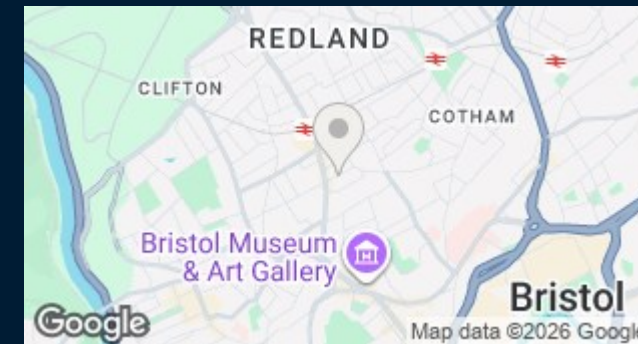 REDLAND
CLIFTON
COTHAM
Bristol Museum
& Art Gallery
Bristol
Google
Map data ©2026 Google